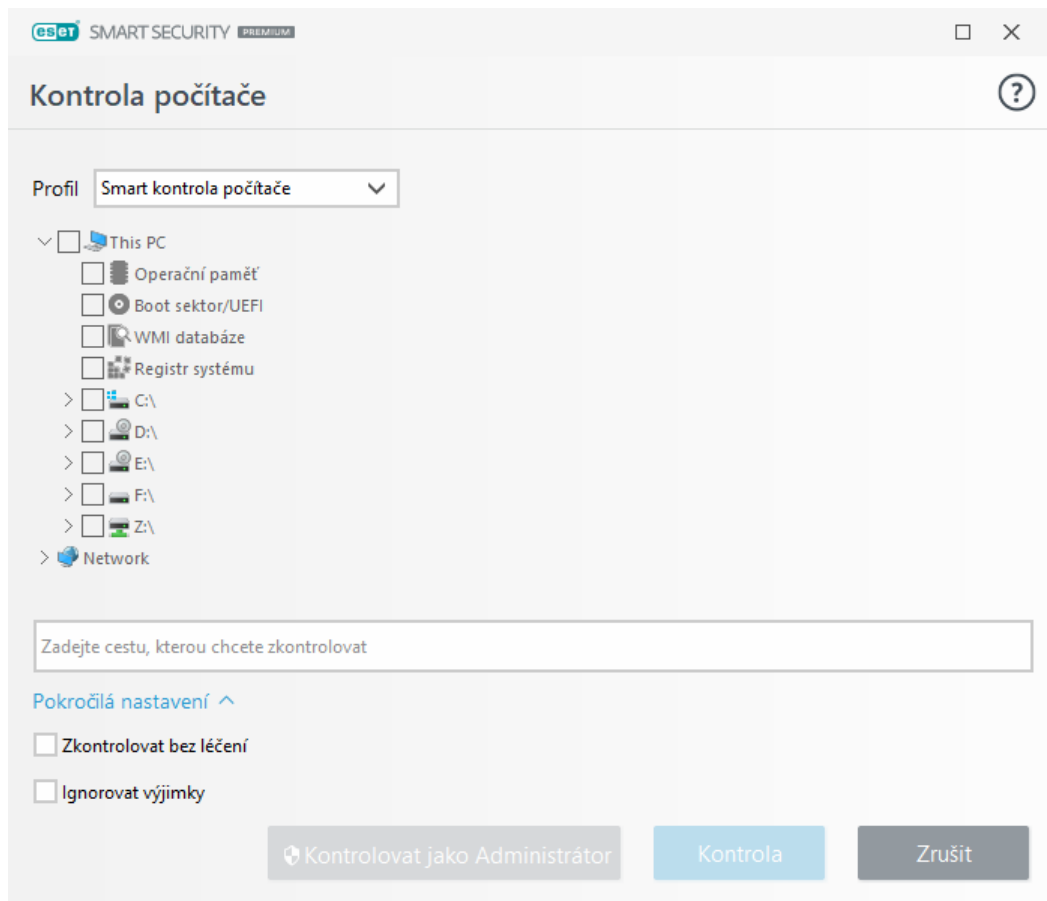 eset SMART SECURITY PREMIUM
Kontrola počítače
?
Profil Smart kontrola počítače
This PC
Operační paměť
Boot sektor/UEFI
WMI databáze
Registr systému
C:\
D:\
E:\
F:\
Z:\
Network
Zadejte cestu, kterou chcete zkontrolovat
Pokročilá nastavení
Zkontrolovat bez léčení
Ignorovat výjimky
Kontrolovat jako Administrátor Kontrola Zrušit